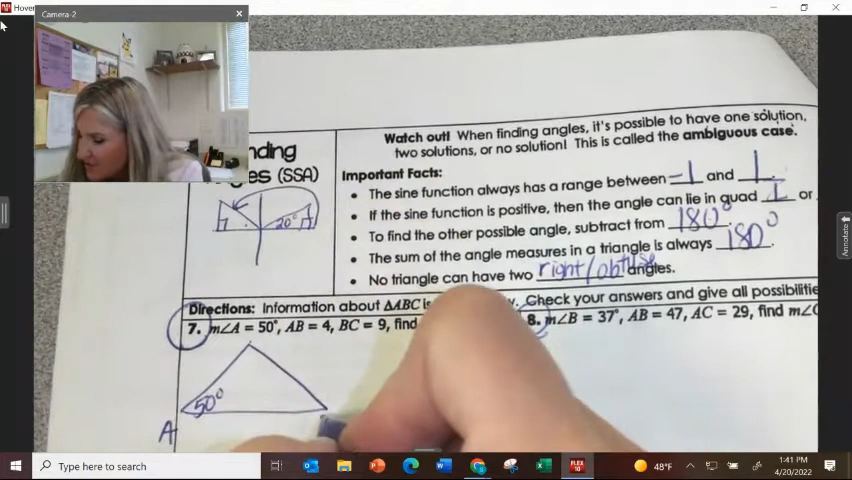 Hover
Camera-2
Watch out! When finding angles, it's possible to have one solution,
two solutions, or no solution! This is called the ambiguous case.
nding
es (SSA)
20°
Important Facts:
• The sine function always has a range between -1 and 1.
• If the sine function is positive, then the angle can lie in quad I or
• To find the other possible angle, subtract from 180°.
• The sum of the angle measures in a triangle is always 180°.
• No triangle can have two right/obtuse angles.
Directions: Information about ΔABC is Check your answers and give all possibilitie
7. m∠A = 50°, AB = 4, BC = 9, find
8. m∠B = 37°, AB = 47, AC = 29, find m∠C
50°
A
Annotate
Type here to search
FLEX 10
48°F
1:41 PM
4/20/2022